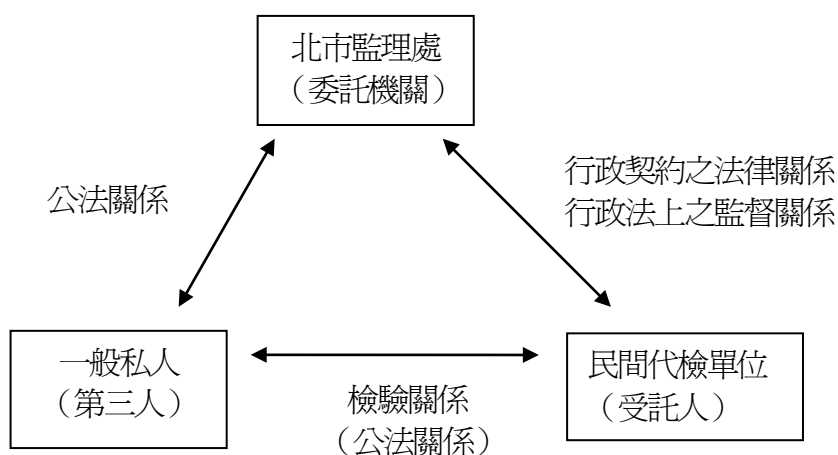 北市監理處
（委託機關）
公法關係
行政契約之法律關係
行政法上之監督關係
一般私人
（第三人）
檢驗關係
（公法關係）
民間代檢單位
（受託人）